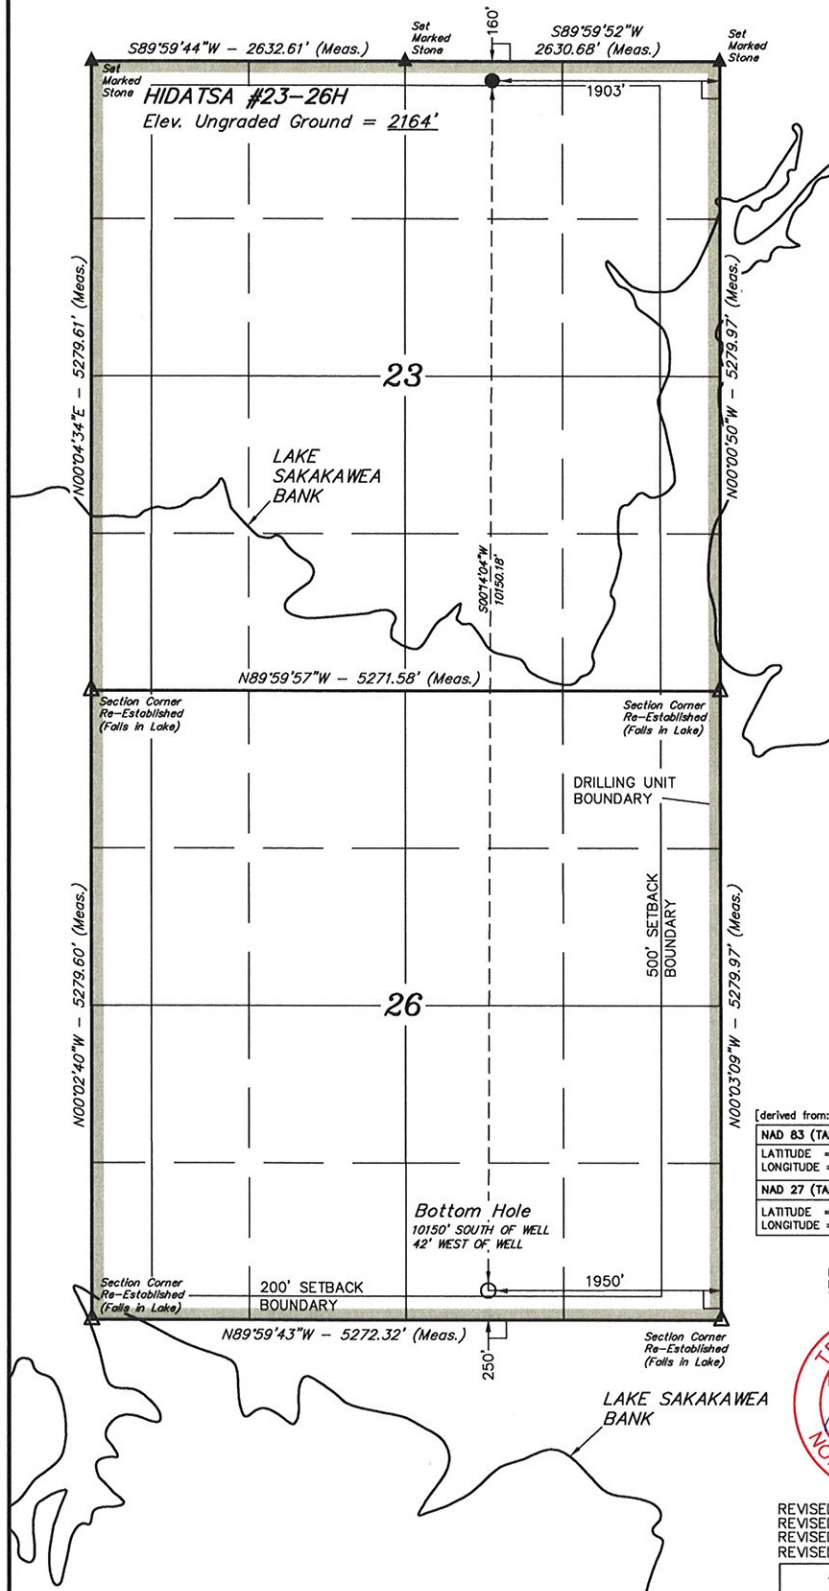 Set
Marked
Stone
160'
S89°59'52"W
2630.68' (Meas.)
Set
Marked
Stone
S89°59'44"W - 2632.61' (Meas.)
Set
Marked
Stone
HIDATSA #23-26H
Elev. Ungraded Ground = 2164'
1903'
N00°04'34"E - 5279.61' (Meas.)
N00°00'50"W - 5279.97' (Meas.)
23
LAKE
SAKAKAWEA
BANK
S00°14'04"W
10150.18'
N89°59'57"W - 5271.58' (Meas.)
Section Corner
Re-Established
(Falls in Lake)
Section Corner
Re-Established
(Falls in Lake)
DRILLING UNIT
BOUNDARY
500' SETBACK
BOUNDARY
N00°02'40"W - 5279.60' (Meas.)
N00°03'09"W - 5279.97' (Meas.)
26
[derived from:
NAD 83 (TA
LATITUDE =
LONGITUDE =
NAD 27 (TA
LATITUDE =
LONGITUDE =
Bottom Hole
10150' SOUTH OF WELL
42' WEST OF WELL
Section Corner
Re-Established
(Falls in Lake)
200' SETBACK
BOUNDARY
1950'
N89°59'43"W - 5272.32' (Meas.)
250'
Section Corner
Re-Established
(Falls in Lake)
LAKE SAKAKAWEA
BANK
REVISED
REVISED
REVISED
REVISED